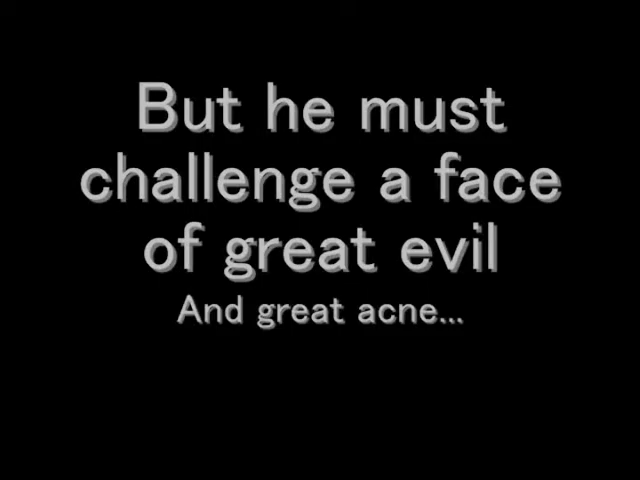 But he must
challenge a face
of great evil
And great acne...